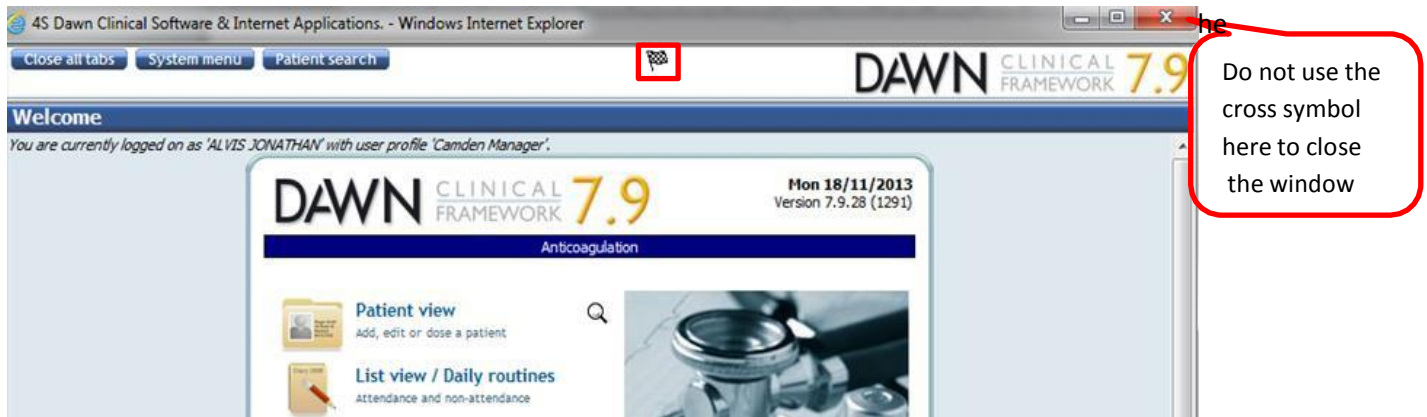 4S Dawn Clinical Software & Internet Applications. - Windows Internet Explorer
he
Close all tabs System menu Patient search
DAWN CLINICAL FRAMEWORK 7.9
Do not use the
cross symbol
here to close
the window
Welcome
You are currently logged on as 'ALVIS JONATHAN' with user profile 'Camden Manager'.
DAWN CLINICAL FRAMEWORK 7.9
Mon 18/11/2013
Version 7.9.28 (1291)
Anticoagulation
Patient view
Add, edit or dose a patient
List view / Daily routines
Attendance and non-attendance